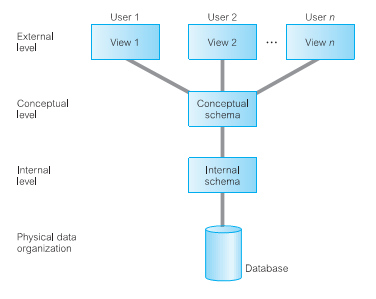 User 1
User 2
User n
External
level
View 1
View 2
...
View n
Conceptual
level
Conceptual
schema
Internal
level
Internal
schema
Physical data
organization
Database